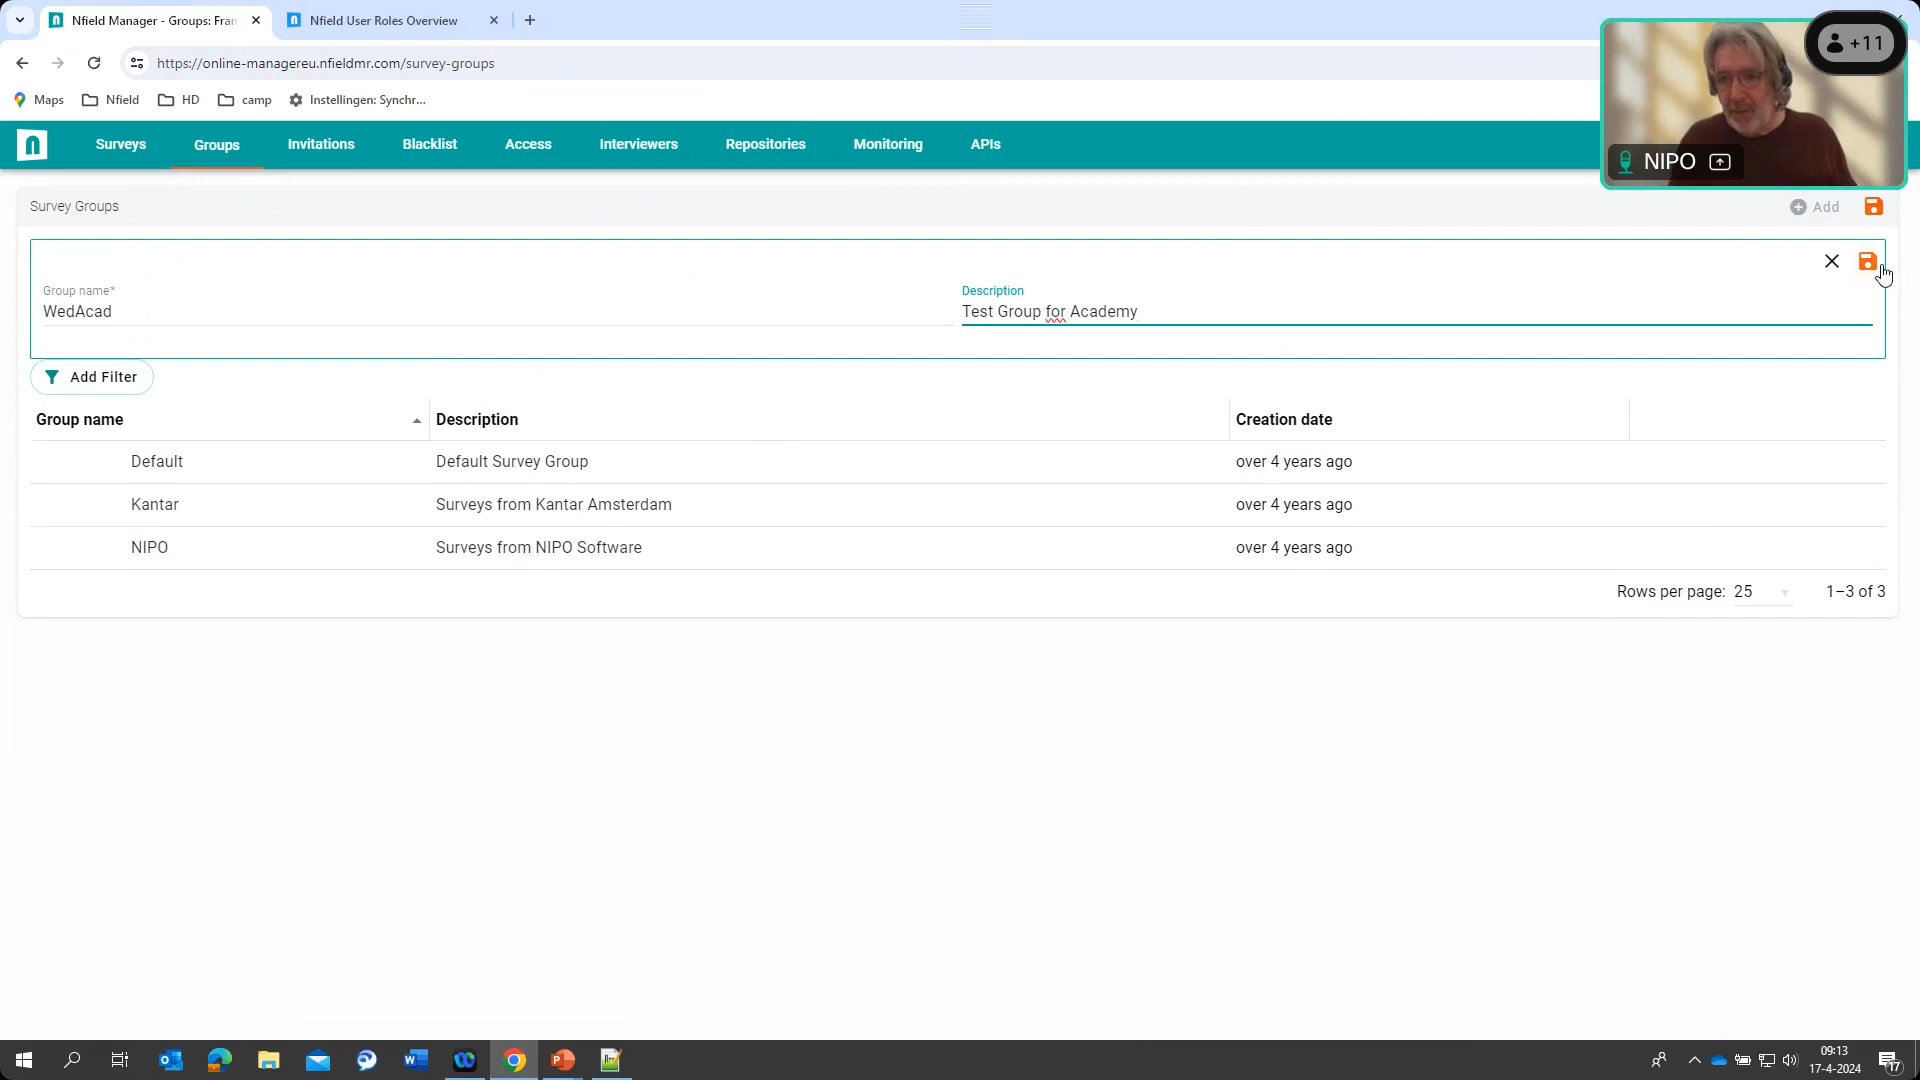 Nfield Manager - Groups: Fran
Nfield User Roles Overview
https://online-managereu.nfieldmr.com/survey-groups
Maps
Nfield
HD
camp
Instellingen: Synchr...
+11
NIPO
Surveys
Groups
Invitations
Blacklist
Access
Interviewers
Repositories
Monitoring
APIs
Survey Groups
Add
Group name*
WedAcad
Description
Test Group for Academy
Add Filter
Group name
Description
Creation date
Default
Default Survey Group
over 4 years ago
Kantar
Surveys from Kantar Amsterdam
over 4 years ago
NIPO
Surveys from NIPO Software
over 4 years ago
Rows per page: 25
1–3 of 3
09:13
17-4-2024
17